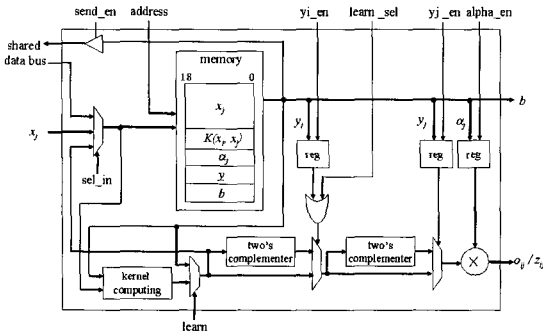 send_en
address
yi_en
learn_sel
yj_en
alpha_en
shared
data bus
memory
18
0
x_j
x_j
K(x_i, x_j)
α_j
y
b
y_i
y_j
α_j
b
reg
reg
reg
sel_in
two's
complementer
two's
complementer
kernel
computing
×
o_ij / z_ij
learn